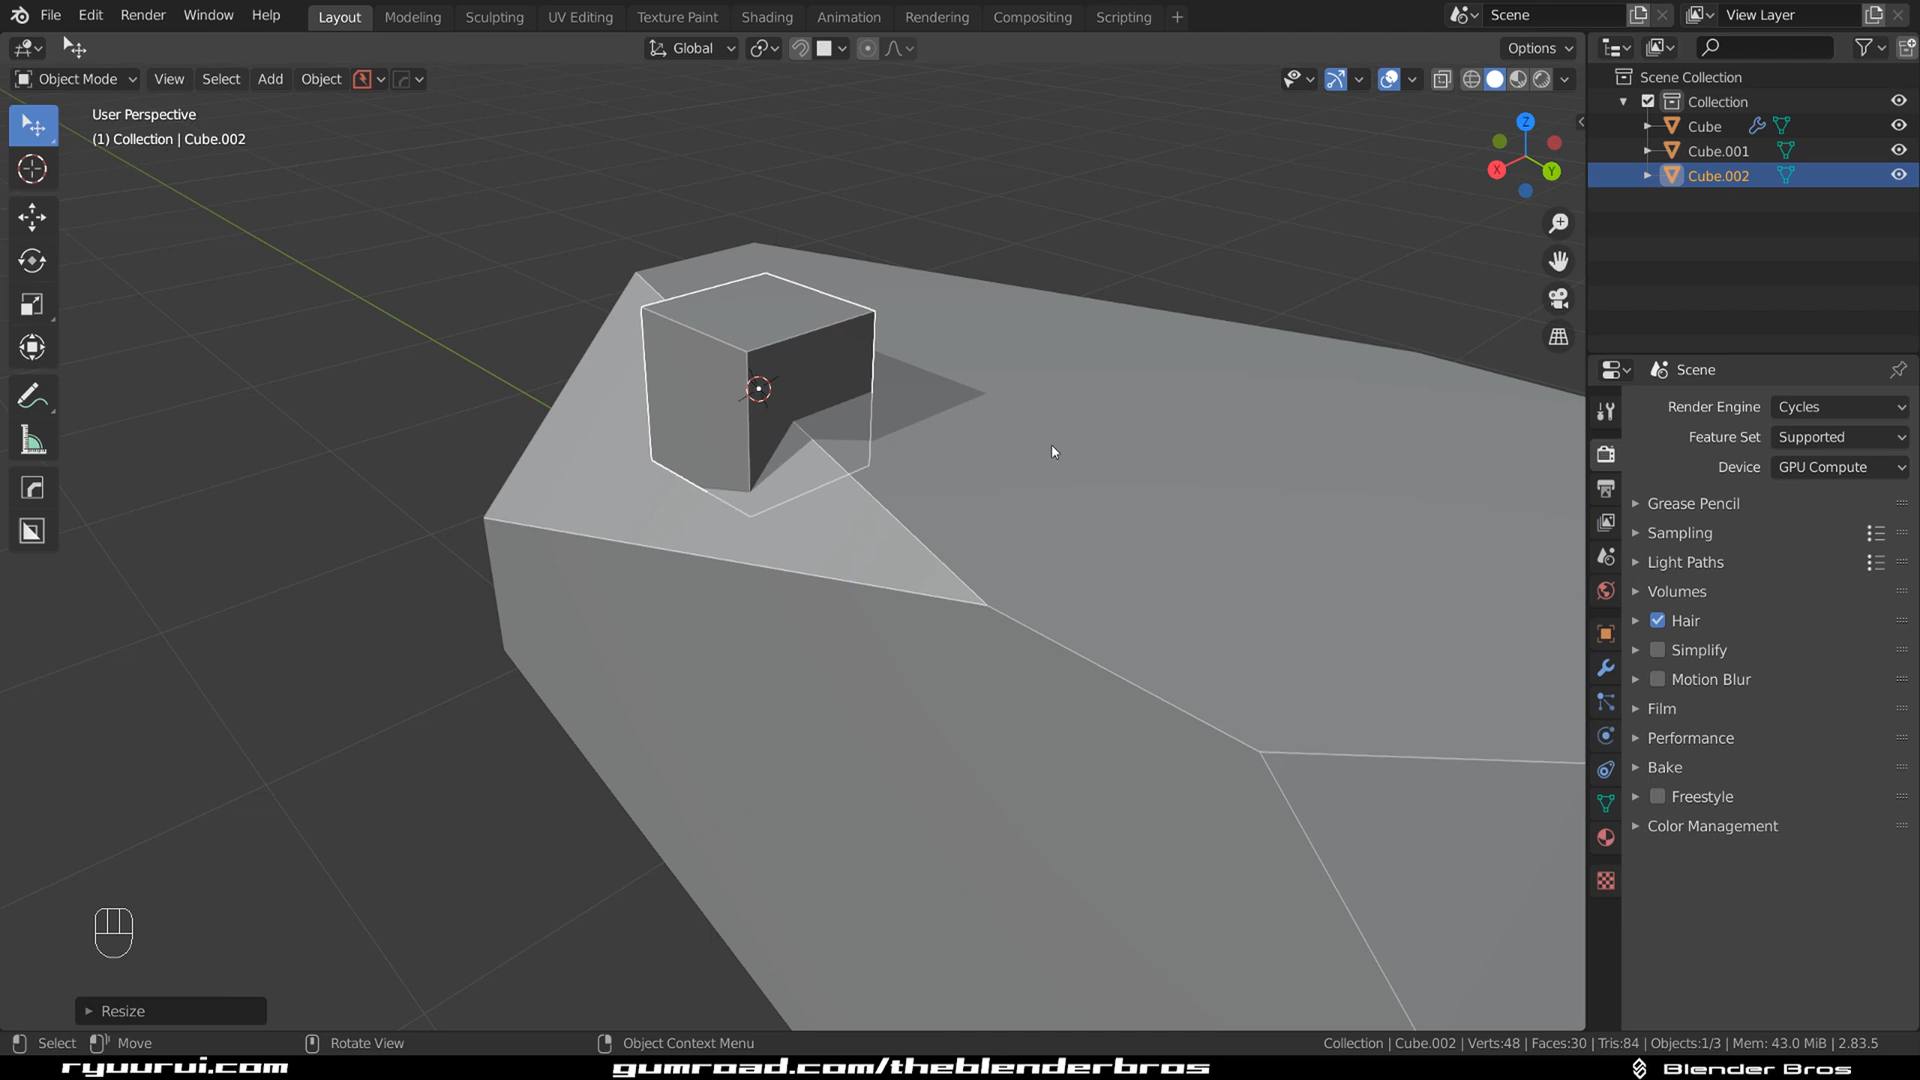 File Edit Render Window Help Layout Modeling Sculpting UV Editing Texture Paint Shading Animation Rendering Compositing Scripting + Scene View Layer
Global Options
Object Mode View Select Add Object
User Perspective
(1) Collection | Cube.002
Z
X
Y
Scene Collection
Collection
Cube
Cube.001
Cube.002
Scene
Render Engine Cycles
Feature Set Supported
Device GPU Compute
Grease Pencil
Sampling
Light Paths
Volumes
Hair
Simplify
Motion Blur
Film
Performance
Bake
Freestyle
Color Management
Resize
Select Move Rotate View Object Context Menu Collection | Cube.002 | Verts:48 | Faces:30 | Tris:84 | Objects:1/3 | Mem: 43.0 MiB | 2.83.5
ryuurui.com gumroad.com/theblenderbros Blender Bros